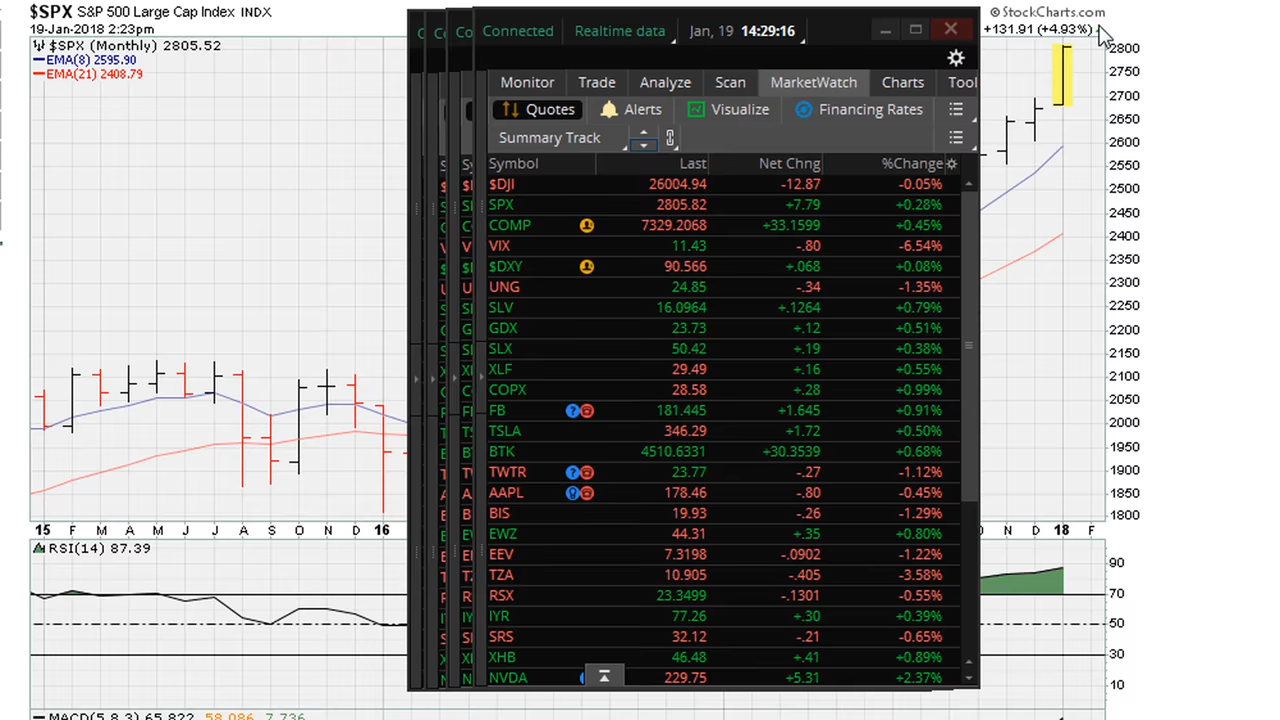 $SPX S&P 500 Large Cap Index INDX
19-Jan-2018 2:23pm
© StockCharts.com
+131.91 (+4.93%)
$SPX (Monthly) 2805.52
EMA(8) 2595.90
EMA(21) 2408.79
Connected Realtime data Jan, 19 14:29:16
Monitor Trade Analyze Scan MarketWatch Charts Tool
Quotes Alerts Visualize Financing Rates
Summary Track
Symbol Last Net Chng %Change
$DJI 26004.94 -12.87 -0.05%
SPX 2805.82 +7.79 +0.28%
COMP 7329.2068 +33.1599 +0.45%
VIX 11.43 -.80 -6.54%
$DXY 90.566 +.068 +0.08%
UNG 24.85 -.34 -1.35%
SLV 16.0964 +.1264 +0.79%
GDX 23.73 +.12 +0.51%
SLX 50.42 +.19 +0.38%
XLF 29.49 +.16 +0.55%
COPX 28.58 +.28 +0.99%
FB 181.445 +1.645 +0.91%
TSLA 346.29 +1.72 +0.50%
BTK 4510.6331 +30.3539 +0.68%
TWTR 23.77 -.27 -1.12%
AAPL 178.46 -.80 -0.45%
BIS 19.93 -.26 -1.29%
EWZ 44.31 +.35 +0.80%
EEV 7.3198 -.0902 -1.22%
TZA 10.905 -.405 -3.58%
RSX 23.3499 -.1301 -0.55%
IYR 77.26 +.30 +0.39%
SRS 32.12 -.21 -0.65%
XHB 46.48 +.41 +0.89%
NVDA 229.75 +5.31 +2.37%
2800
2750
2700
2650
2600
2550
2500
2450
2400
2350
2300
2250
2200
2150
2100
2050
2000
1950
1900
1850
1800
15 F M A M J J A S O N D 16
N D 18 F
RSI(14) 87.39
90
70
50
30
10
MACD(5,8,3) 65.822, 58.086, 7.736